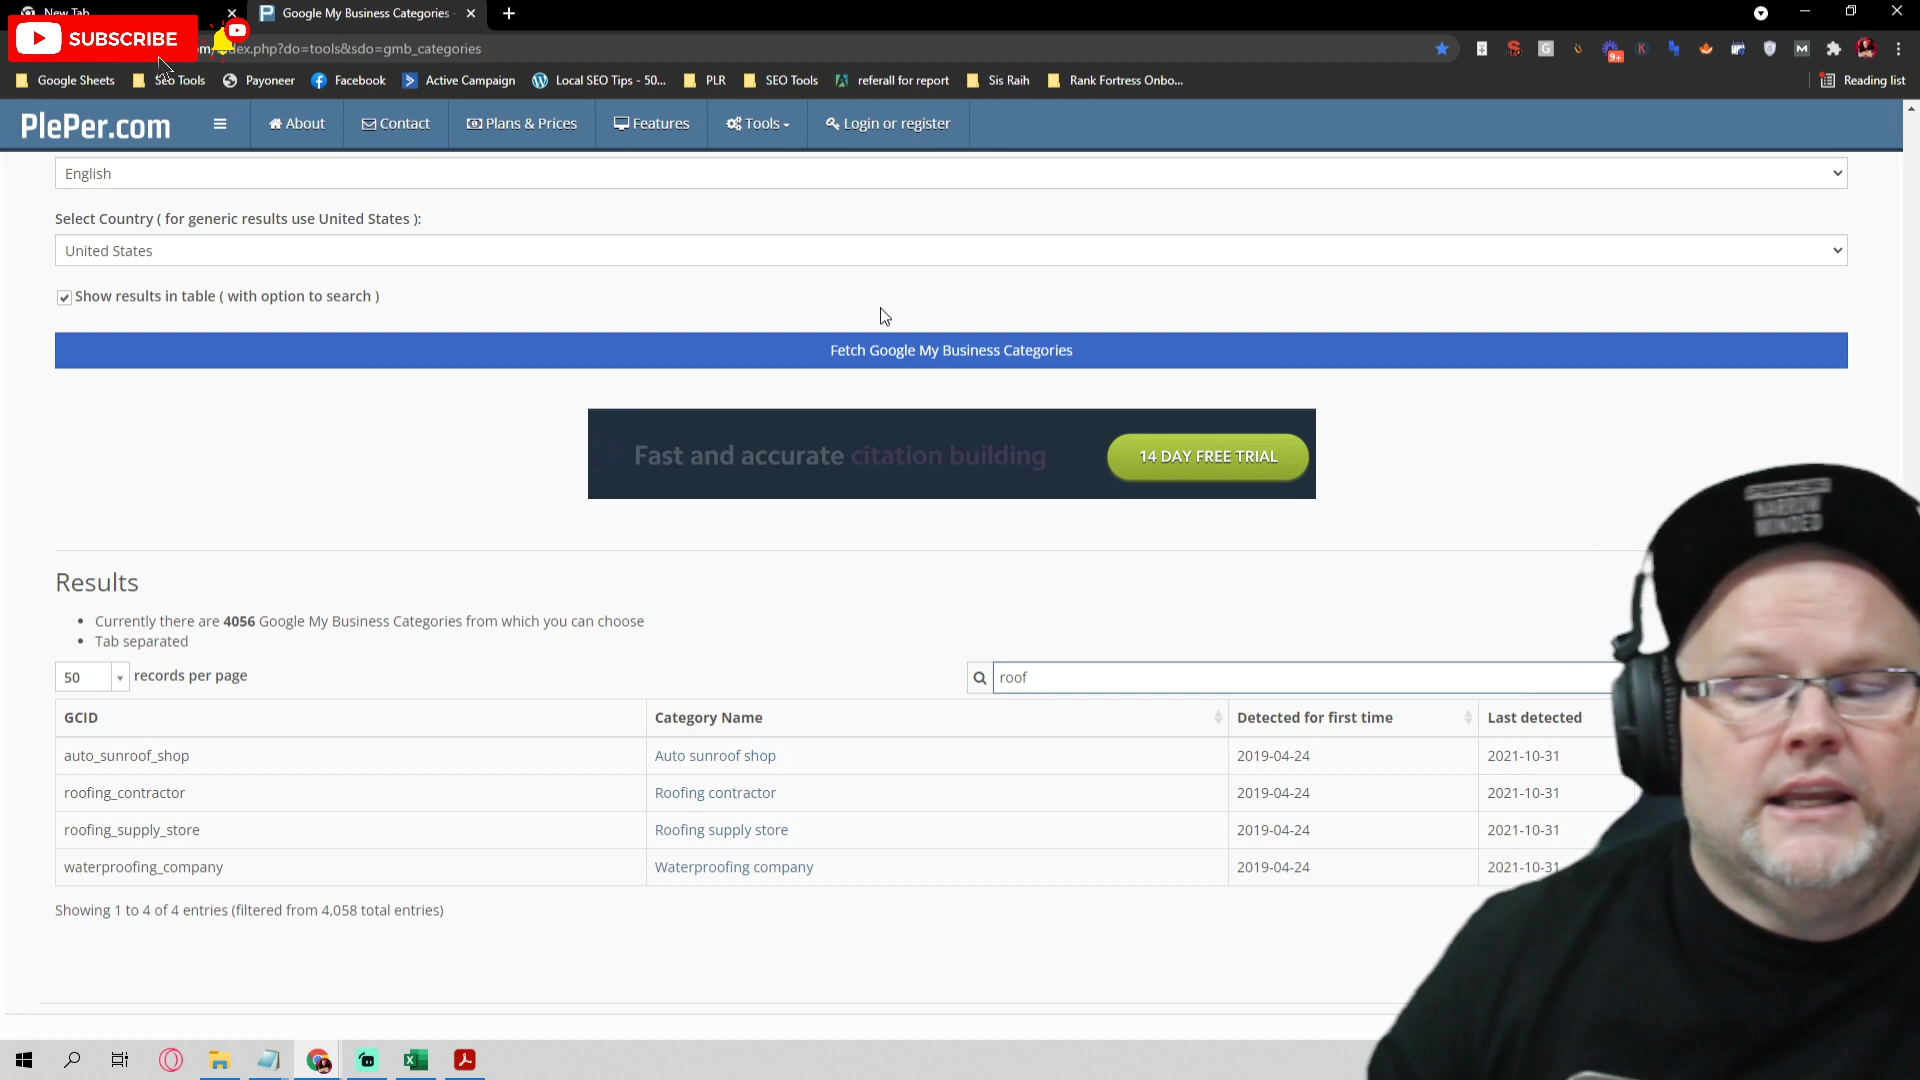 New Tab
Google My Business Categories
SUBSCRIBE
dex.php?do=tools&sdo=gmb_categories
9+
Google Sheets
Seo Tools
Payoneer
Facebook
Active Campaign
Local SEO Tips - 50...
PLR
SEO Tools
referall for report
Sis Raih
Rank Fortress Onbo...
Reading list
PlePer.com
About
Contact
Plans & Prices
Features
Tools
Login or register
English
Select Country ( for generic results use United States ):
United States
Show results in table ( with option to search )
Fetch Google My Business Categories
Fast and accurate citation building
14 DAY FREE TRIAL
Results
Currently there are 4056 Google My Business Categories from which you can choose
Tab separated
50 records per page
roof
GCID Category Name Detected for first time Last detected
auto_sunroof_shop Auto sunroof shop 2019-04-24 2021-10-31
roofing_contractor Roofing contractor 2019-04-24 2021-10-31
roofing_supply_store Roofing supply store 2019-04-24 2021-10-31
waterproofing_company Waterproofing company 2019-04-24 2021-10-31
Showing 1 to 4 of 4 entries (filtered from 4,058 total entries)
NARROW
MINDED